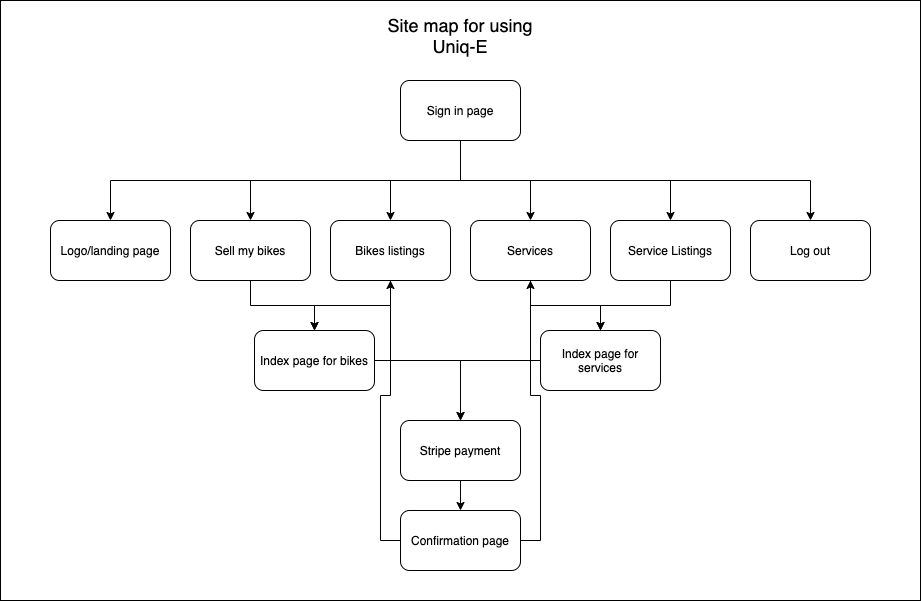 Site map for using
Uniq-E
Sign in page
Logo/landing page
Sell my bikes
Bikes listings
Services
Service Listings
Log out
Index page for bikes
Index page for
services
Stripe payment
Confirmation page